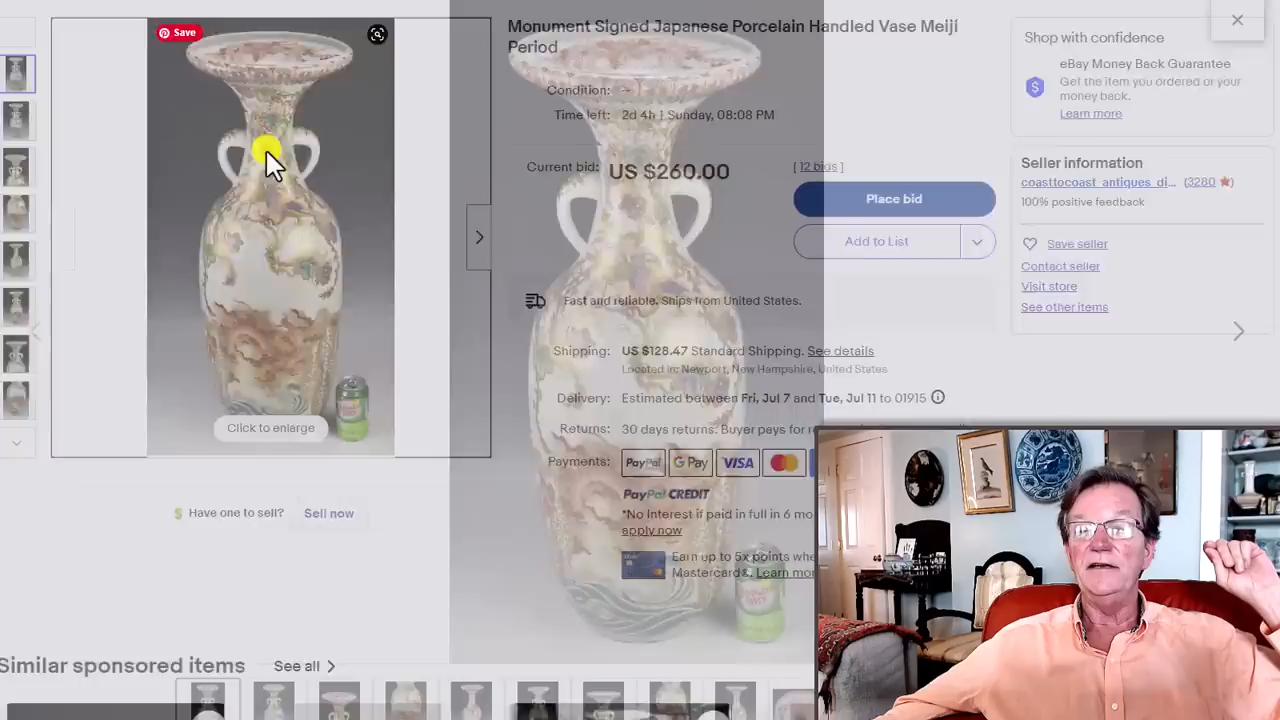 Save
Monument Signed Japanese Porcelain Handled Vase Meiji
Period
Condition: --
Time left: 2d 4h | Sunday, 08:08 PM
Current bid: US $260.00
[ 12 bids ]
Place bid
Add to List
Fast and reliable. Ships from United States.
Shipping: US $128.47 Standard Shipping. See details
Located in: Newport, New Hampshire, United States
Delivery: Estimated between Fri, Jul 7 and Tue, Jul 11 to 01915
Returns: 30 days returns. Buyer pays for
Payments: PayPal G Pay VISA
PayPal CREDIT
*No Interest if paid in full in 6 mo
apply now
Earn up to 5x points whe
Mastercard®. Learn mor
Click to enlarge
Have one to sell? Sell now
Similar sponsored items See all
Shop with confidence
eBay Money Back Guarantee
Get the item you ordered or your
money back.
Learn more
Seller information
coasttocoast_antiques_di... (3280)
100% positive feedback
Save seller
Contact seller
Visit store
See other items